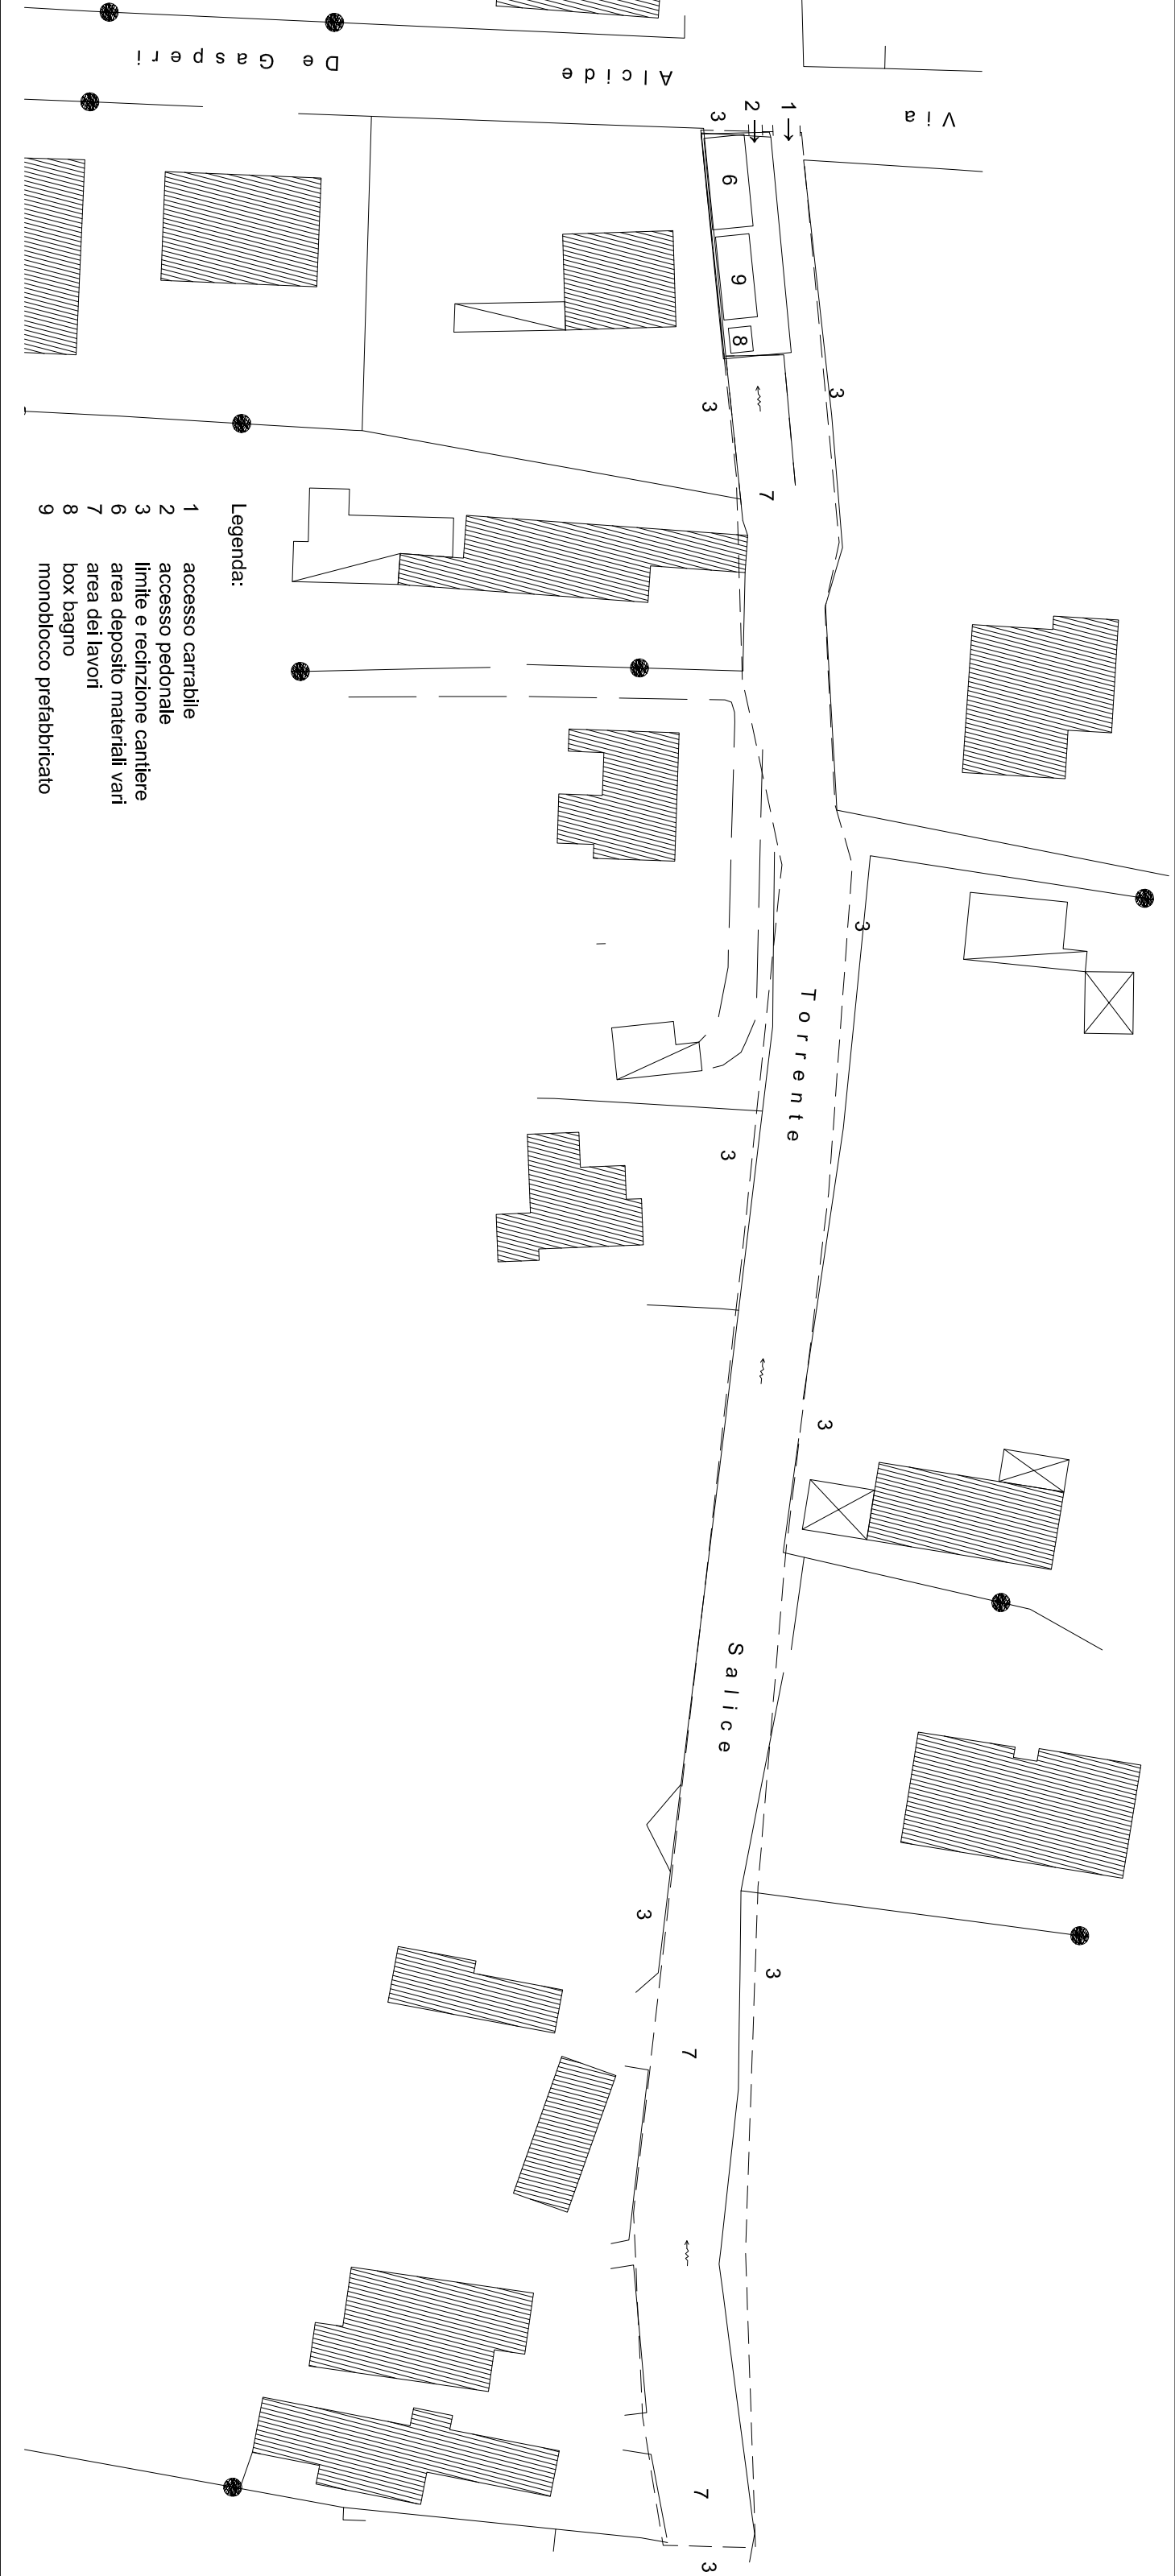 Via
Alcide
De Gasperi
1
2
3
6
9
8
3
3
7
3
Torrente
3
3
Salice
3
3
7
7
3
Legenda:
1 accesso carrabile
2 accesso pedonale
3 limite e recinzione cantiere
6 area deposito materiali vari
7 area dei lavori
8 box bagno
9 monoblocco prefabbricato